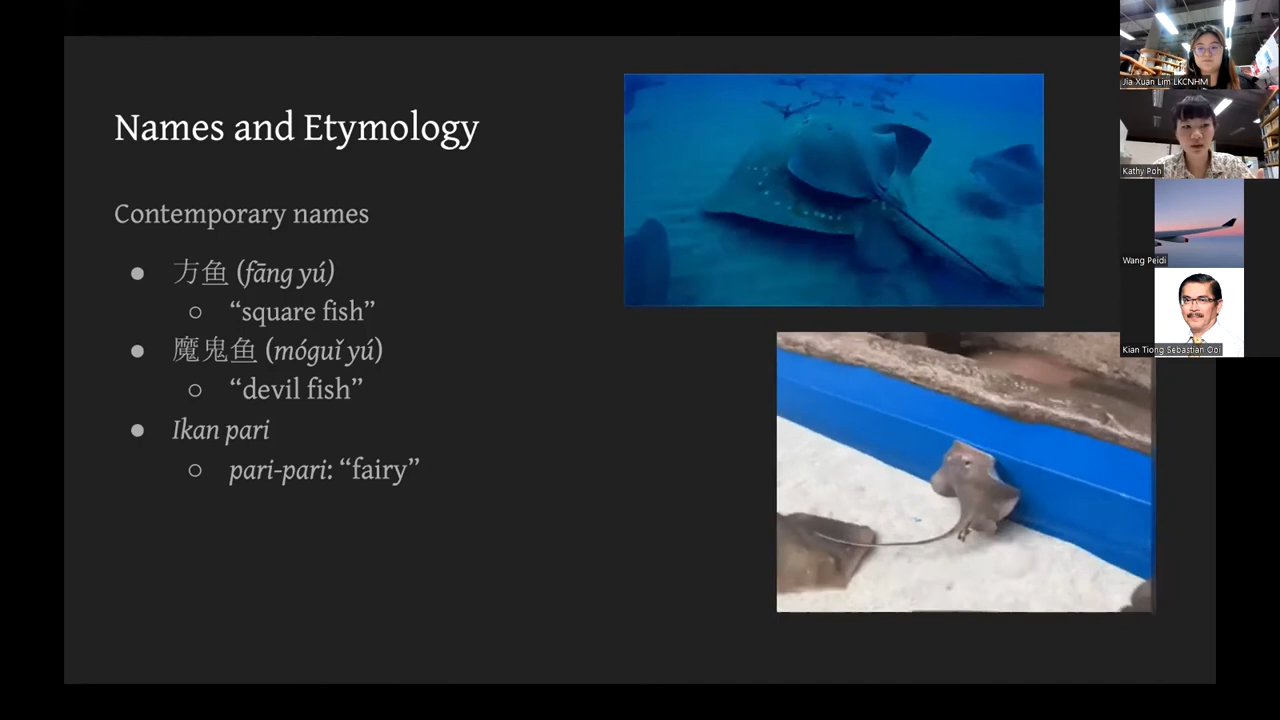 Names and Etymology
Contemporary names
● 方鱼 (fāng yú)
○ “square fish”
● 魔鬼鱼 (móguǐ yú)
○ “devil fish”
● Ikan pari
○ pari-pari: “fairy”
Jia Xuan Lim LKCNHM
Kathy Poh
Wang Peidi
Kian Tiong Sebastian Ooi